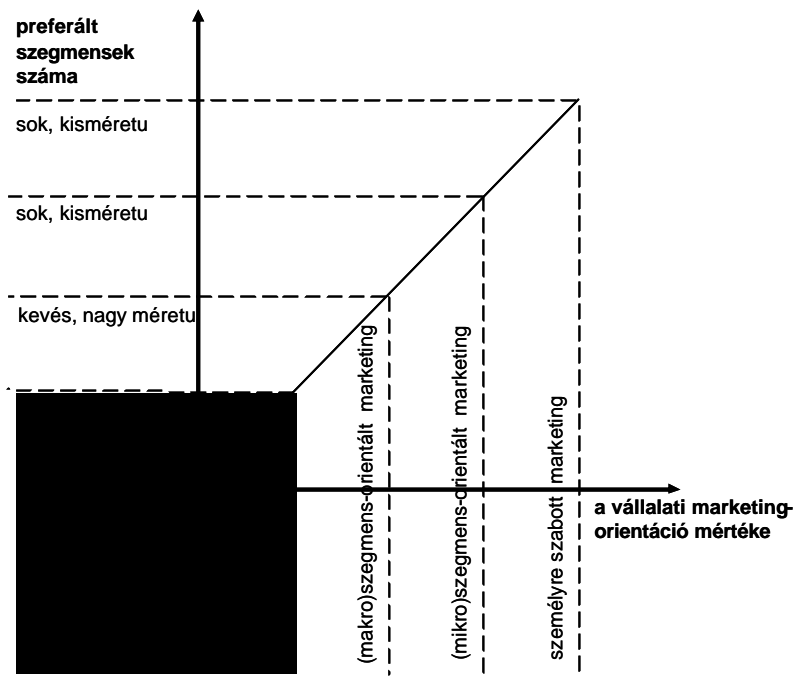 preferált
szegmensek
száma
sok, kisméretu
sok, kisméretu
kevés, nagy méretu
(makro)szegmens-orientált marketing
(mikro)szegmens-orientált marketing
személyre szabott marketing
a vállalati marketing-
orientáció mértéke